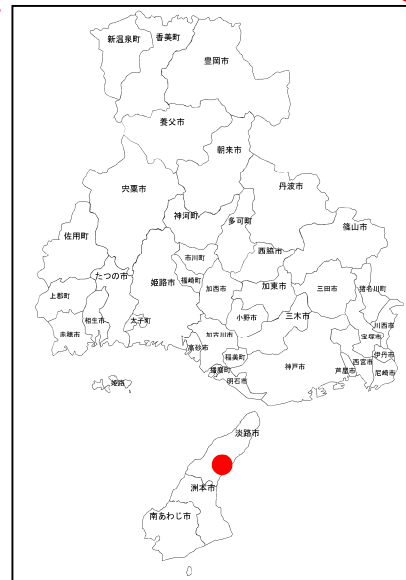 香美町
新温泉町
豊岡市
養父市
朝来市
宍粟市
丹波市
神河町
多可町
篠山市
佐用町
西脇市
市川町
たつの市
姫路市
福崎町
加西市
加東市
三田市
猪名川町
上郡町
相生市
太子町
小野市
三木市
川西市
赤穂市
加古川市
宝塚市
高砂市
稲美町
伊丹市
西宮市
播磨町
神戸市
芦屋市
尼崎市
姫路
明石市
淡路市
洲本市
南あわじ市